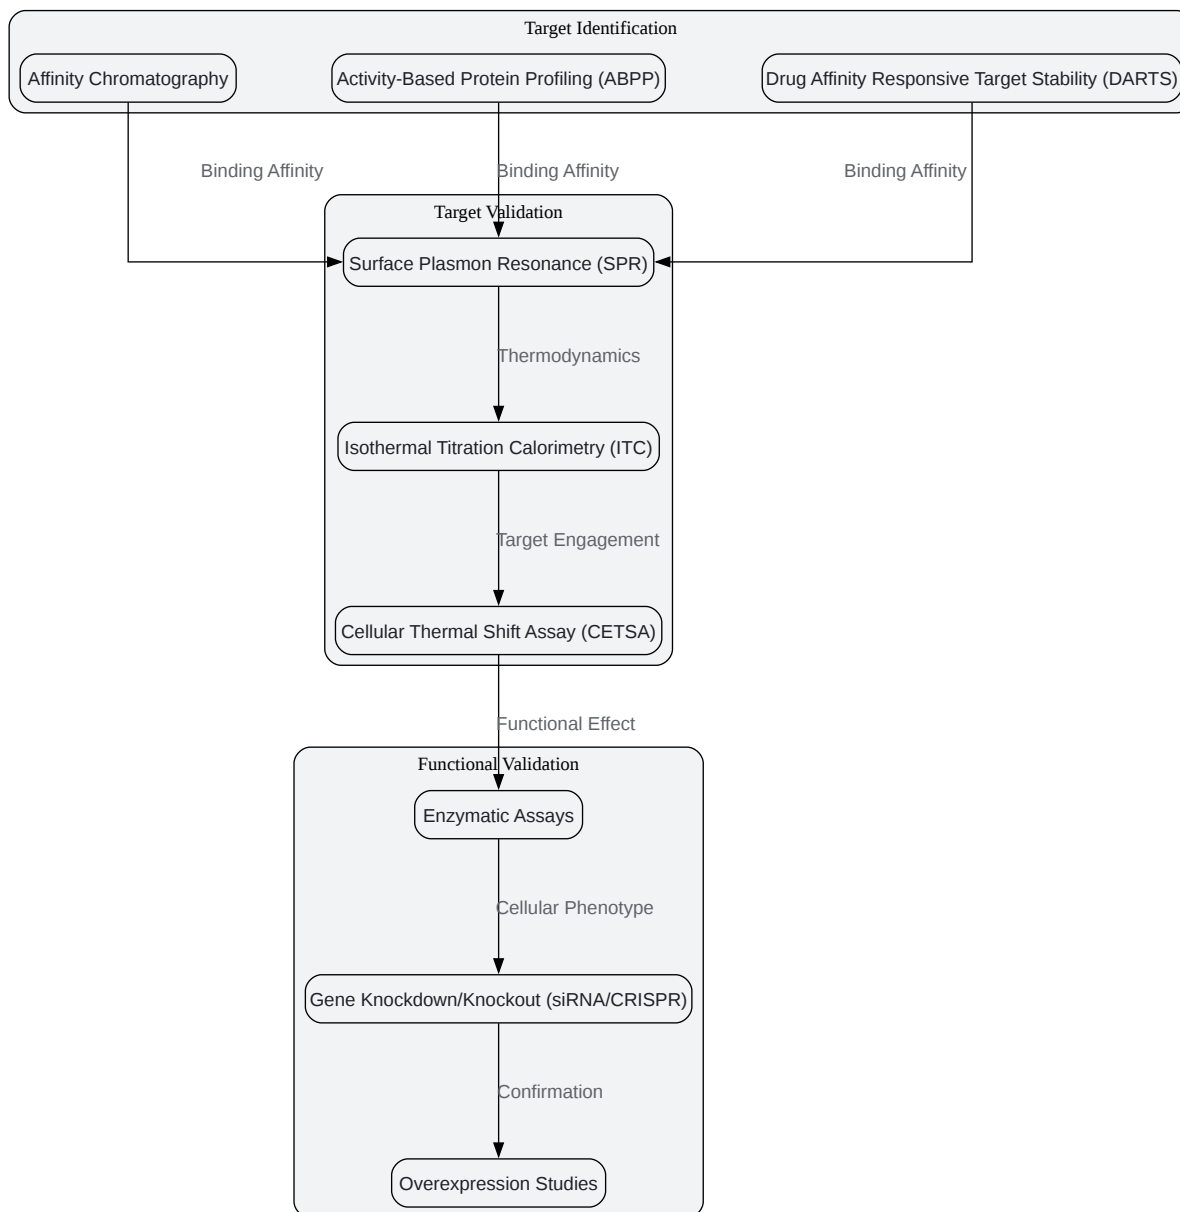 Target Identification
Affinity Chromatography
Activity-Based Protein Profiling (ABPP)
Drug Affinity Responsive Target Stability (DARTS)
Binding Affinity
Binding Affinity
Binding Affinity
Target Validation
Surface Plasmon Resonance (SPR)
Thermodynamics
Isothermal Titration Calorimetry (ITC)
Target Engagement
Cellular Thermal Shift Assay (CETSA)
Functional Effect
Functional Validation
Enzymatic Assays
Cellular Phenotype
Gene Knockdown/Knockout (siRNA/CRISPR)
Confirmation
Overexpression Studies